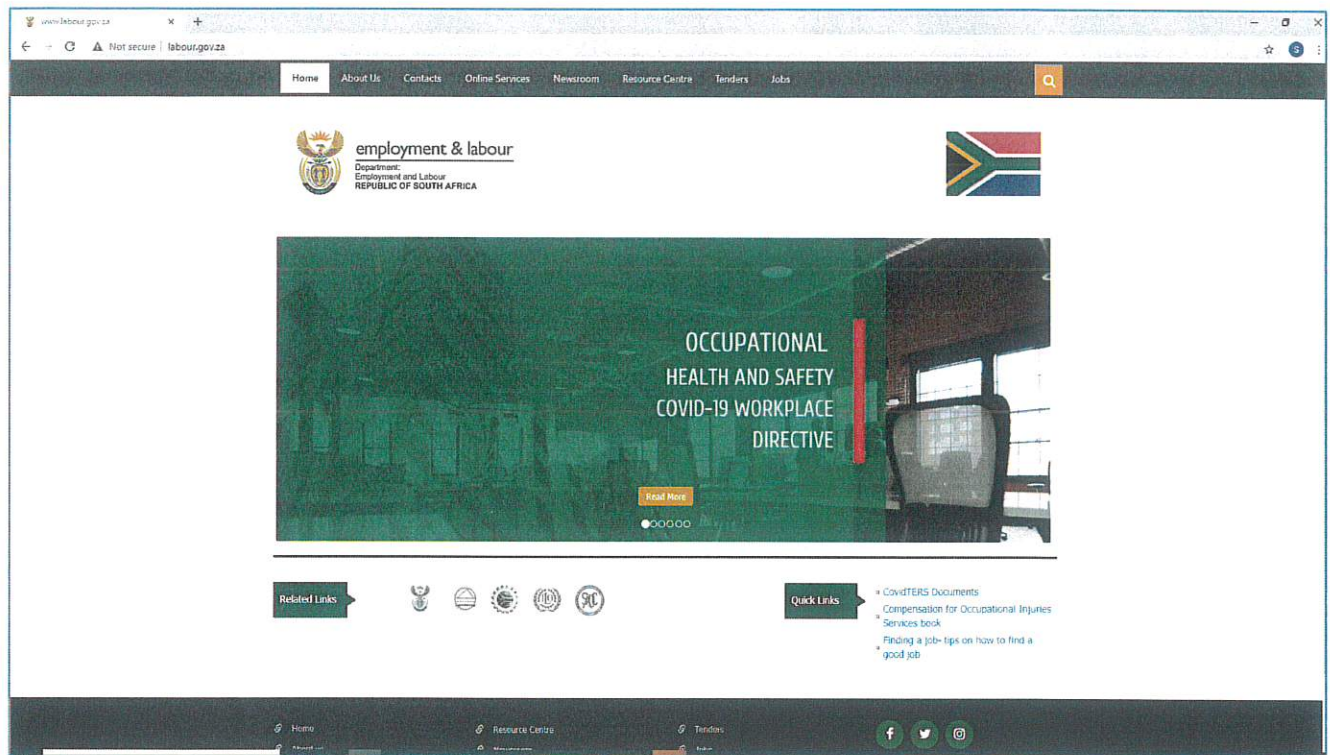 www.labour.gov.za
Not secure labour.gov.za
S
Home About Us Contacts Online Services Newsroom Resource Centre Tenders Jobs
employment & labour
Department:
Employment and Labour
REPUBLIC OF SOUTH AFRICA
OCCUPATIONAL
HEALTH AND SAFETY
COVID-19 WORKPLACE
DIRECTIVE
Read More
Related Links
Quick Links
CovidTERS Documents
Compensation for Occupational Injuries
Services book
Finding a job- tips on how to find a
good job
Home Resource Centre Tenders